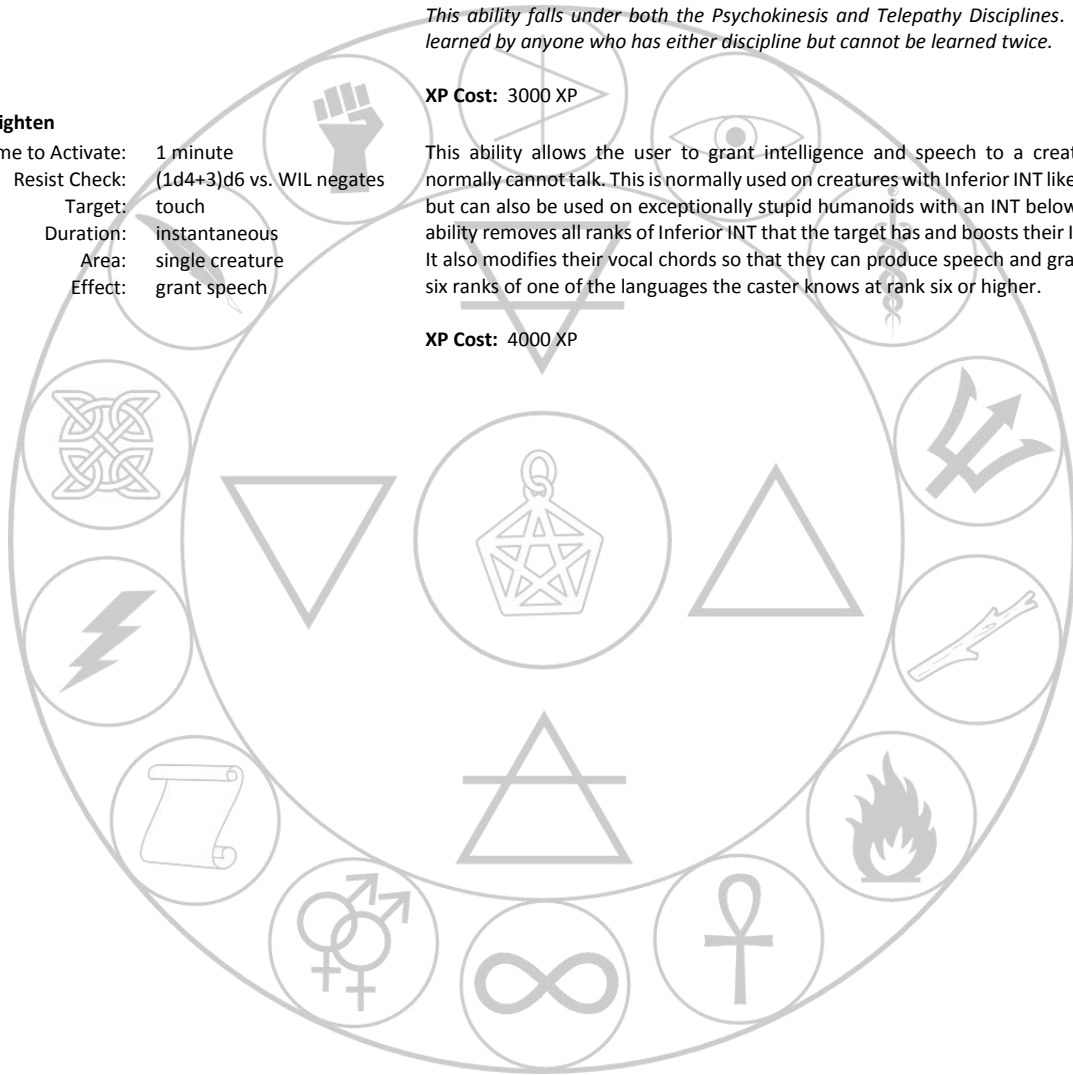 This ability falls under both the Psychokinesis and Telepathy Disciplines.
learned by anyone who has either discipline but cannot be learned twice.
XP Cost: 3000 XP
ighten
me to Activate: 1 minute
Resist Check: (1d4+3)d6 vs. WIL negates
Target: touch
Duration: instantaneous
Area: single creature
Effect: grant speech
This ability allows the user to grant intelligence and speech to a creat
normally cannot talk. This is normally used on creatures with Inferior INT like
but can also be used on exceptionally stupid humanoids with an INT below
ability removes all ranks of Inferior INT that the target has and boosts their I
It also modifies their vocal chords so that they can produce speech and gra
six ranks of one of the languages the caster knows at rank six or higher.
XP Cost: 4000 XP